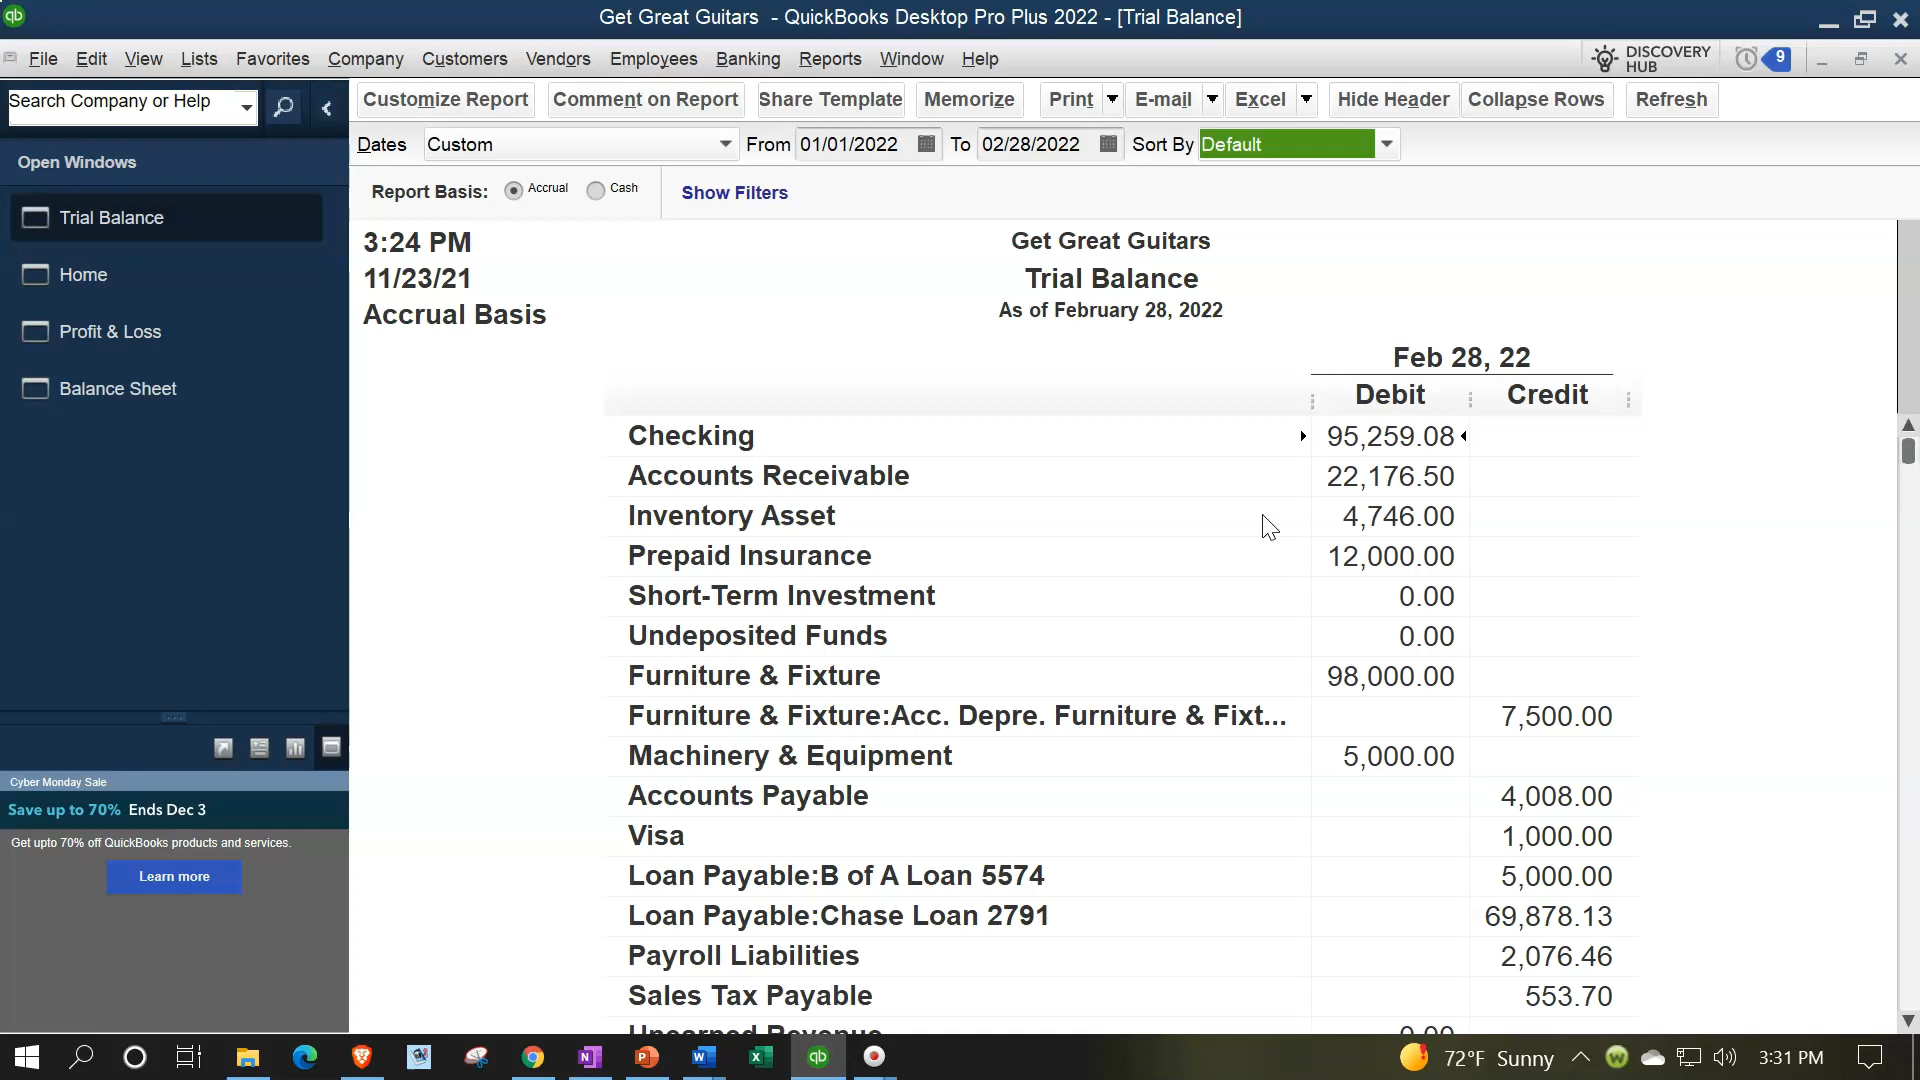 qb
Get Great Guitars - QuickBooks Desktop Pro Plus 2022 - [Trial Balance]
File Edit View Lists Favorites Company Customers Vendors Employees Banking Reports Window Help
DISCOVERY HUB
9
Search Company or Help
Customize Report Comment on Report Share Template Memorize Print E-mail Excel Hide Header Collapse Rows Refresh
Dates Custom From 01/01/2022 To 02/28/2022 Sort By Default
Open Windows
Report Basis: Accrual Cash Show Filters
Trial Balance
Home
Profit & Loss
Balance Sheet
3:24 PM
11/23/21
Accrual Basis
Get Great Guitars
Trial Balance
As of February 28, 2022
Feb 28, 22
Debit Credit
Checking 95,259.08
Accounts Receivable 22,176.50
Inventory Asset 4,746.00
Prepaid Insurance 12,000.00
Short-Term Investment 0.00
Undeposited Funds 0.00
Furniture & Fixture 98,000.00
Furniture & Fixture:Acc. Depre. Furniture & Fixt... 7,500.00
Machinery & Equipment 5,000.00
Accounts Payable 4,008.00
Visa 1,000.00
Loan Payable:B of A Loan 5574 5,000.00
Loan Payable:Chase Loan 2791 69,878.13
Payroll Liabilities 2,076.46
Sales Tax Payable 553.70
Unearned Revenue 0.00
Cyber Monday Sale
Save up to 70% Ends Dec 3
Get upto 70% off QuickBooks products and services.
Learn more
72°F Sunny 3:31 PM